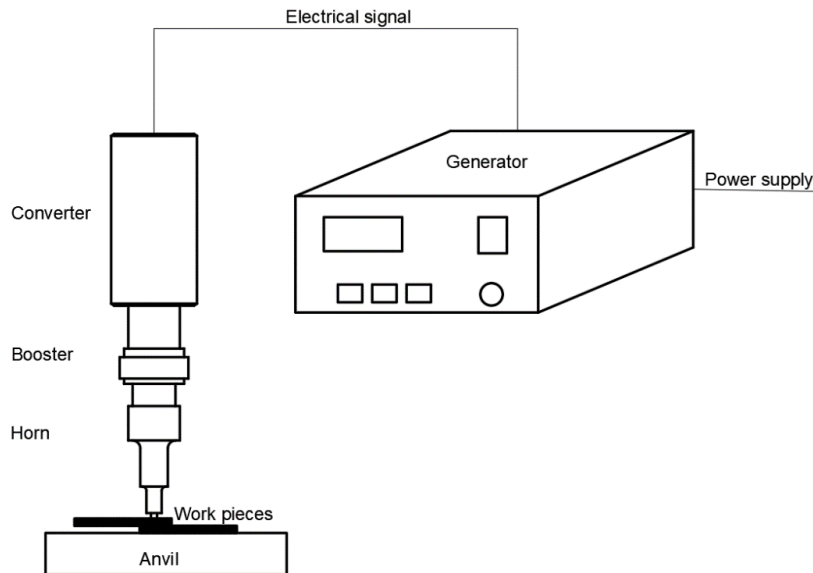 Electrical signal
Generator
Power supply
Converter
Booster
Horn
Work pieces
Anvil